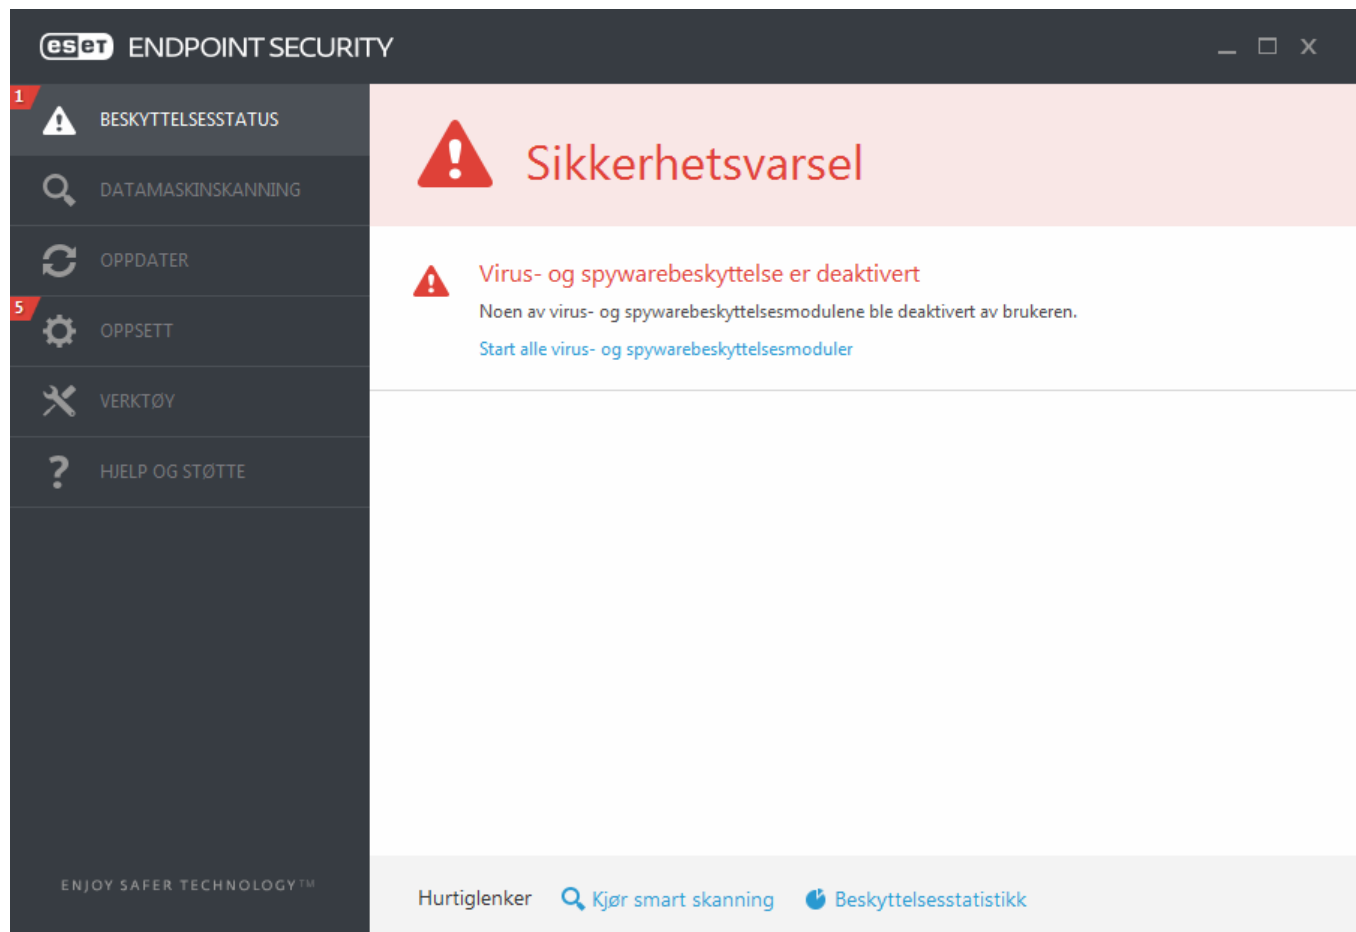 eset ENDPOINT SECURITY
1
BESKYTTELSESSTATUS
DATAMASKINSKANNING
OPPDATER
5
OPPSETT
VERKTØY
HJELP OG STØTTE
ENJOY SAFER TECHNOLOGY™
Sikkerhetsvarsel
Virus- og spywarebeskyttelse er deaktivert
Noen av virus- og spywarebeskyttelsesmodulene ble deaktivert av brukeren.
Start alle virus- og spywarebeskyttelsesmoduler
Hurtiglenker Kjør smart skanning Beskyttelsesstatistikk